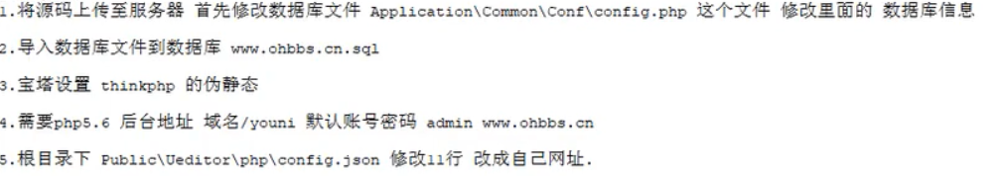 1.将源码上传至服务器 首先修改数据库文件 Application\Common\Conf\config.php 这个文件 修改里面的 数据库信息
2.导入数据库文件到数据库 www.ohbbs.cn.sql
3.宝塔设置 thinkphp 的伪静态
4.需要php5.6 后台地址 域名/youni 默认账号密码 admin www.ohbbs.cn
5.根目录下 Public\Ueditor\php\config.json 修改11行 改成自己网址.